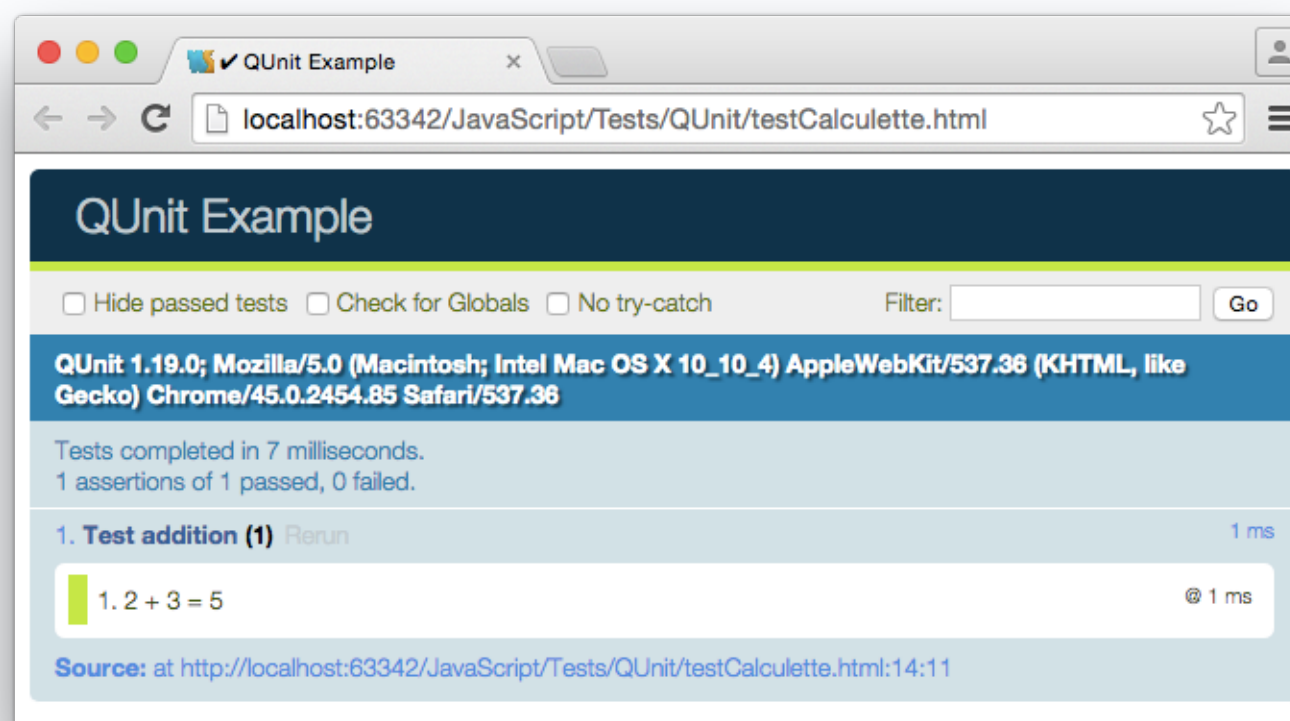 ✔ QUnit Example
localhost:63342/JavaScript/Tests/QUnit/testCalculette.html
QUnit Example
Hide passed tests Check for Globals No try-catch Filter: Go
QUnit 1.19.0; Mozilla/5.0 (Macintosh; Intel Mac OS X 10_10_4) AppleWebKit/537.36 (KHTML, like
Gecko) Chrome/45.0.2454.85 Safari/537.36
Tests completed in 7 milliseconds.
1 assertions of 1 passed, 0 failed.
1. Test addition (1) Rerun 1 ms
1. 2 + 3 = 5 @ 1 ms
Source: at http://localhost:63342/JavaScript/Tests/QUnit/testCalculette.html:14:11